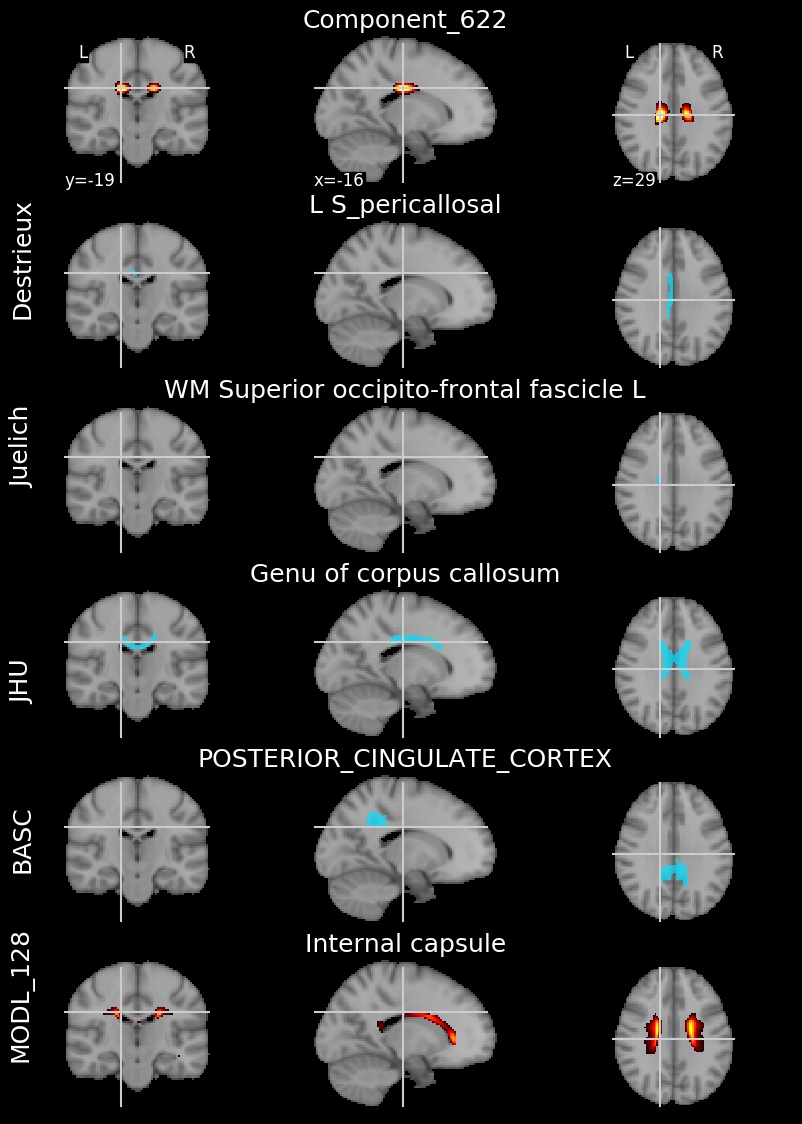 Component_622
L R L R
y=-19 x=-16 z=29
Destrieux
L S_pericallosal
Juelich
WM Superior occipito-frontal fascicle L
JHU
Genu of corpus callosum
BASC
POSTERIOR_CINGULATE_CORTEX
MODL_128
Internal capsule